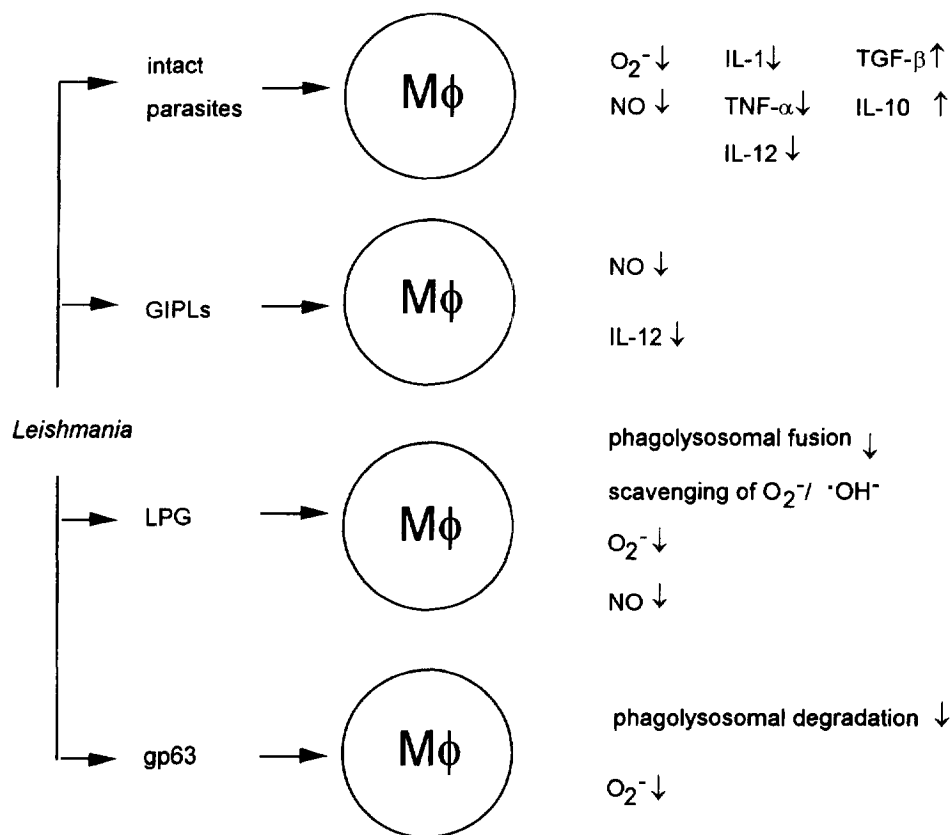 intact parasites
Mϕ
O₂⁻ ↓ IL-1↓ TGF-β↑
NO ↓ TNF-α↓ IL-10 ↑
IL-12 ↓
GIPLs
Mϕ
NO ↓
IL-12 ↓
Leishmania
LPG
Mϕ
phagolysosomal fusion ↓
scavenging of O₂⁻/ ·OH⁻
O₂⁻ ↓
NO ↓
gp63
Mϕ
phagolysosomal degradation ↓
O₂⁻ ↓